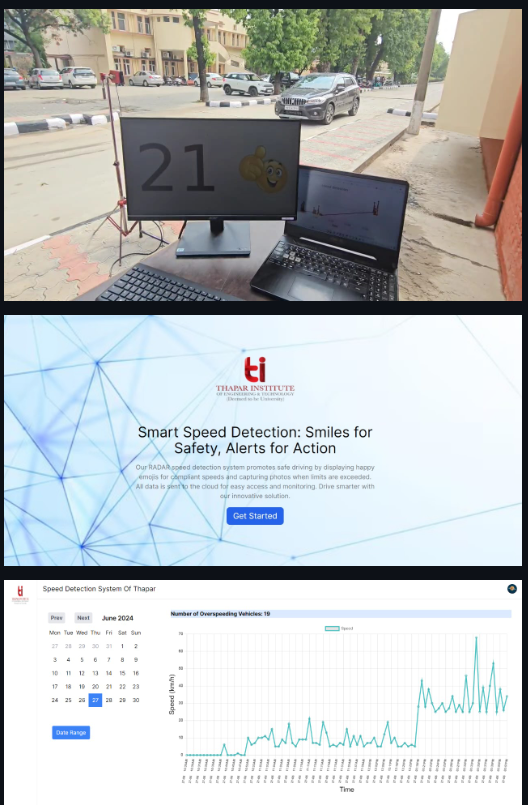 21
ti
THAPAR INSTITUTE
OF ENGINEERING & TECHNOLOGY
(Deemed to be University)
Smart Speed Detection: Smiles for
Safety, Alerts for Action
Our RADAR speed detection system promotes safe driving by displaying happy
emojis for compliant speeds and capturing photos when limits are exceeded.
All data is sent to the cloud for easy access and monitoring. Drive smarter with
our innovative solution.
Get Started
Speed Detection System Of Thapar
Prev Next June 2024
Mon Tue Wed Thu Fri Sat Sun
27 28 29 30 31 1 2
3 4 5 6 7 8 9
10 11 12 13 14 15 16
17 18 19 20 21 22 23
24 25 26 27 28 29 30
Date Range
Number of Overspeeding Vehicles: 19
Speed
Speed (km/h)
70
60
50
40
30
20
10
0
Time